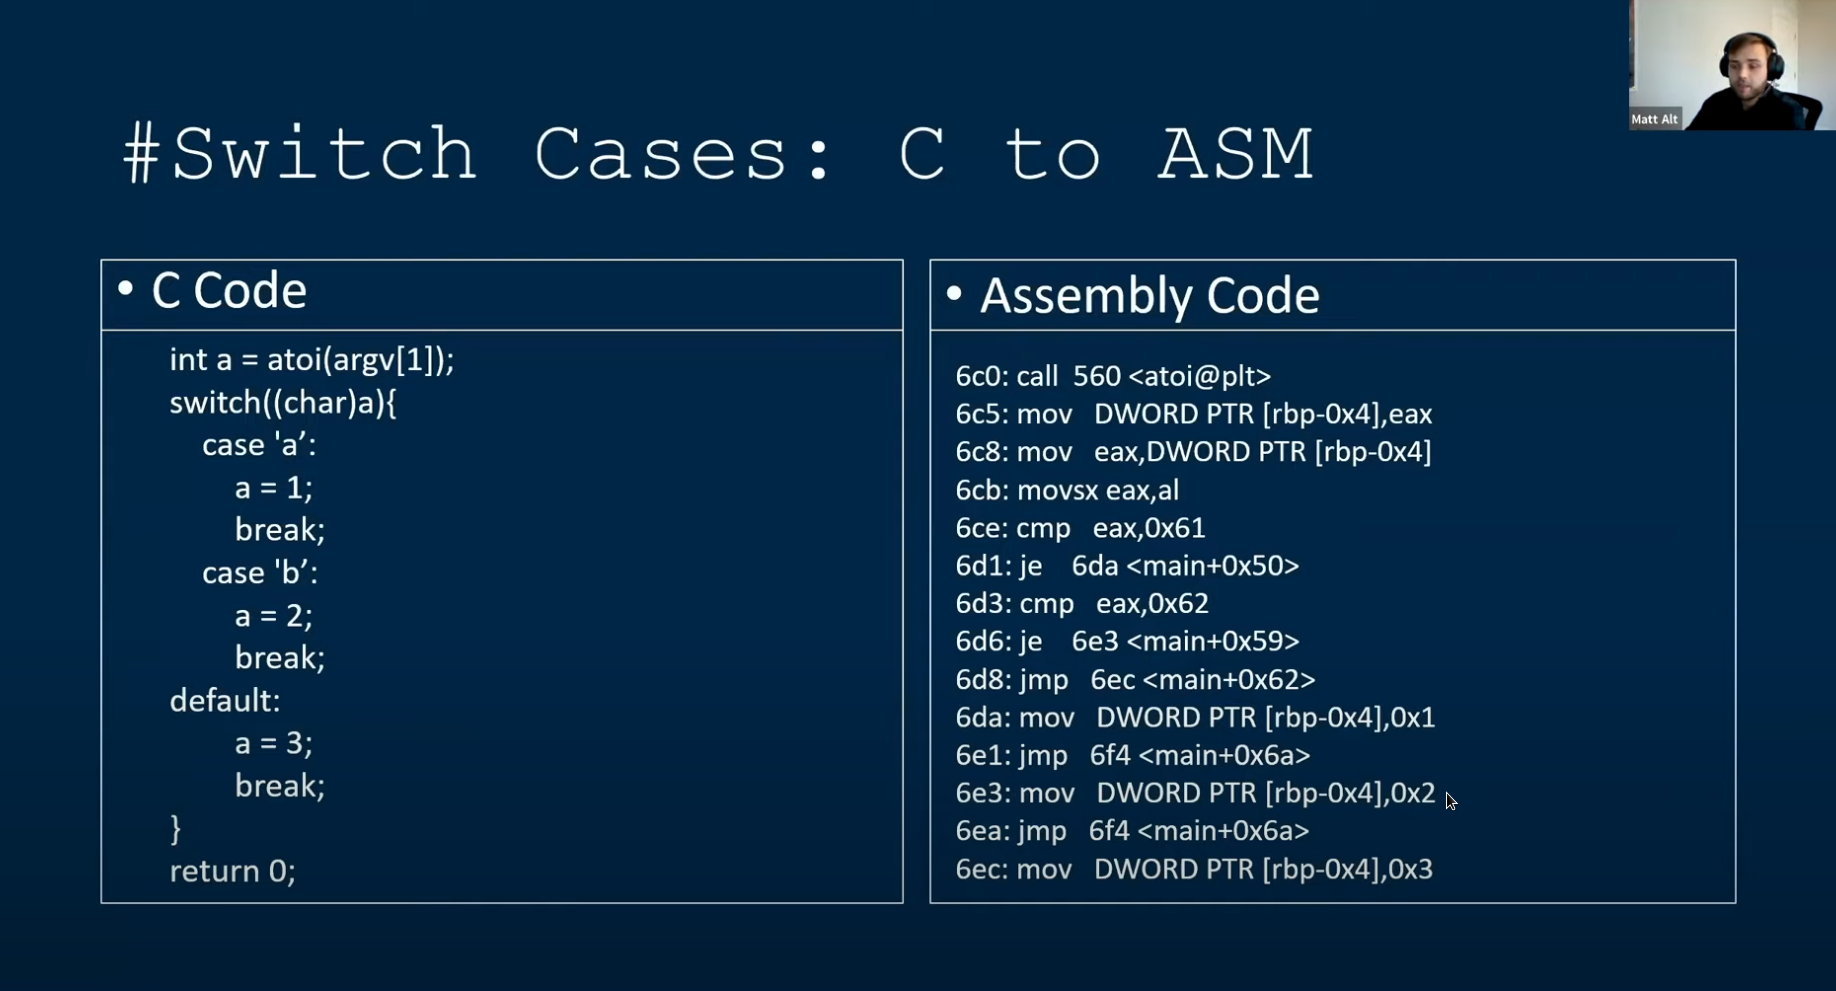 Matt Alt
#Switch Cases: C to ASM
• C Code
int a = atoi(argv[1]);
switch((char)a){
case 'a’:
a = 1;
break;
case 'b’:
a = 2;
break;
default:
a = 3;
break;
}
return 0;
• Assembly Code
6c0: call 560 <atoi@plt>
6c5: mov DWORD PTR [rbp-0x4],eax
6c8: mov eax,DWORD PTR [rbp-0x4]
6cb: movsx eax,al
6ce: cmp eax,0x61
6d1: je 6da <main+0x50>
6d3: cmp eax,0x62
6d6: je 6e3 <main+0x59>
6d8: jmp 6ec <main+0x62>
6da: mov DWORD PTR [rbp-0x4],0x1
6e1: jmp 6f4 <main+0x6a>
6e3: mov DWORD PTR [rbp-0x4],0x2
6ea: jmp 6f4 <main+0x6a>
6ec: mov DWORD PTR [rbp-0x4],0x3